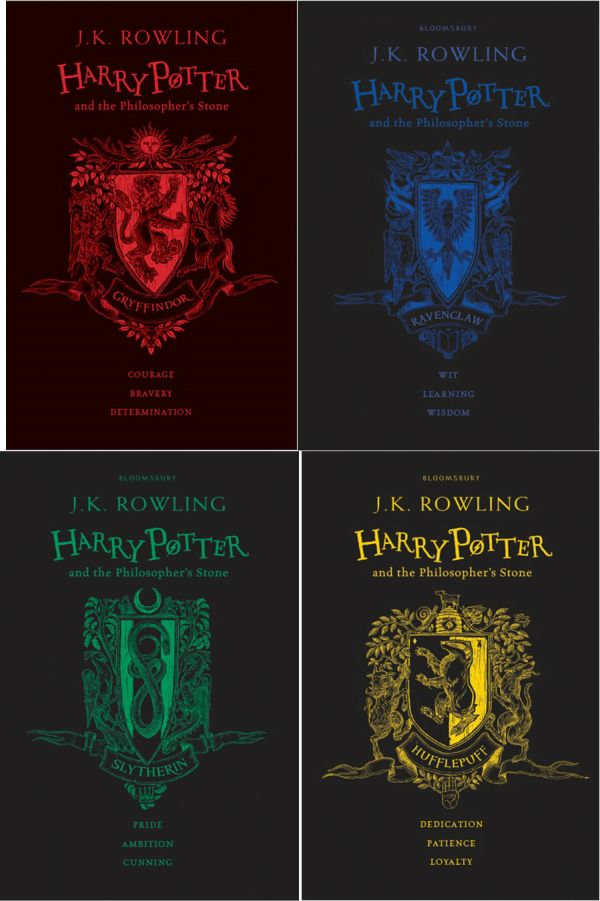 J.K. ROWLING
HARRY POTTER
and the Philosopher's Stone
GRYFFINDOR
COURAGE
BRAVERY
DETERMINATION
BLOOMSBURY
J.K. ROWLING
HARRY POTTER
and the Philosopher's Stone
RAVENCLAW
WIT
LEARNING
WISDOM
BLOOMSBURY
J.K. ROWLING
HARRY POTTER
and the Philosopher's Stone
SLYTHERIN
PRIDE
AMBITION
CUNNING
BLOOMSBURY
J.K. ROWLING
HARRY POTTER
and the Philosopher's Stone
HUFFLEPUFF
DEDICATION
PATIENCE
LOYALTY